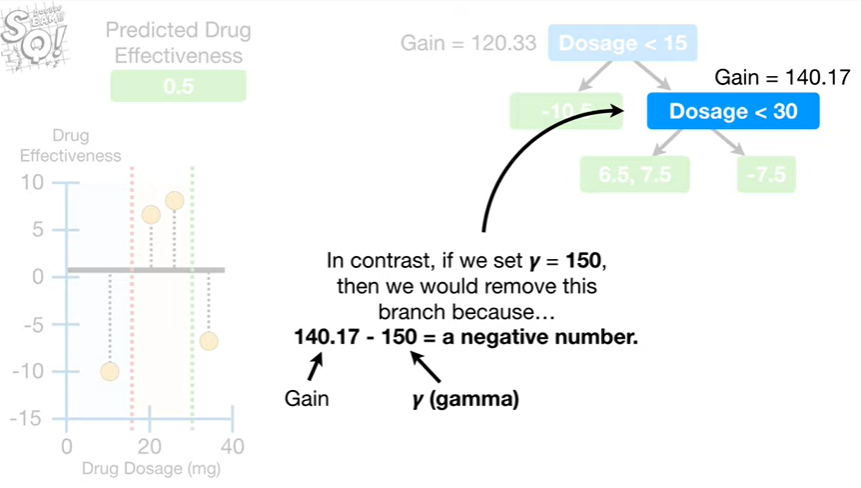 Predicted Drug
Effectiveness
0.5
Gain = 120.33
Dosage < 15
Gain = 140.17
-10.5
Dosage < 30
6.5, 7.5
-7.5
Drug
Effectiveness
10
5
0
-5
-10
-15
0
20
40
Drug Dosage (mg)
In contrast, if we set γ = 150,
then we would remove this
branch because…
140.17 - 150 = a negative number.
Gain
γ (gamma)